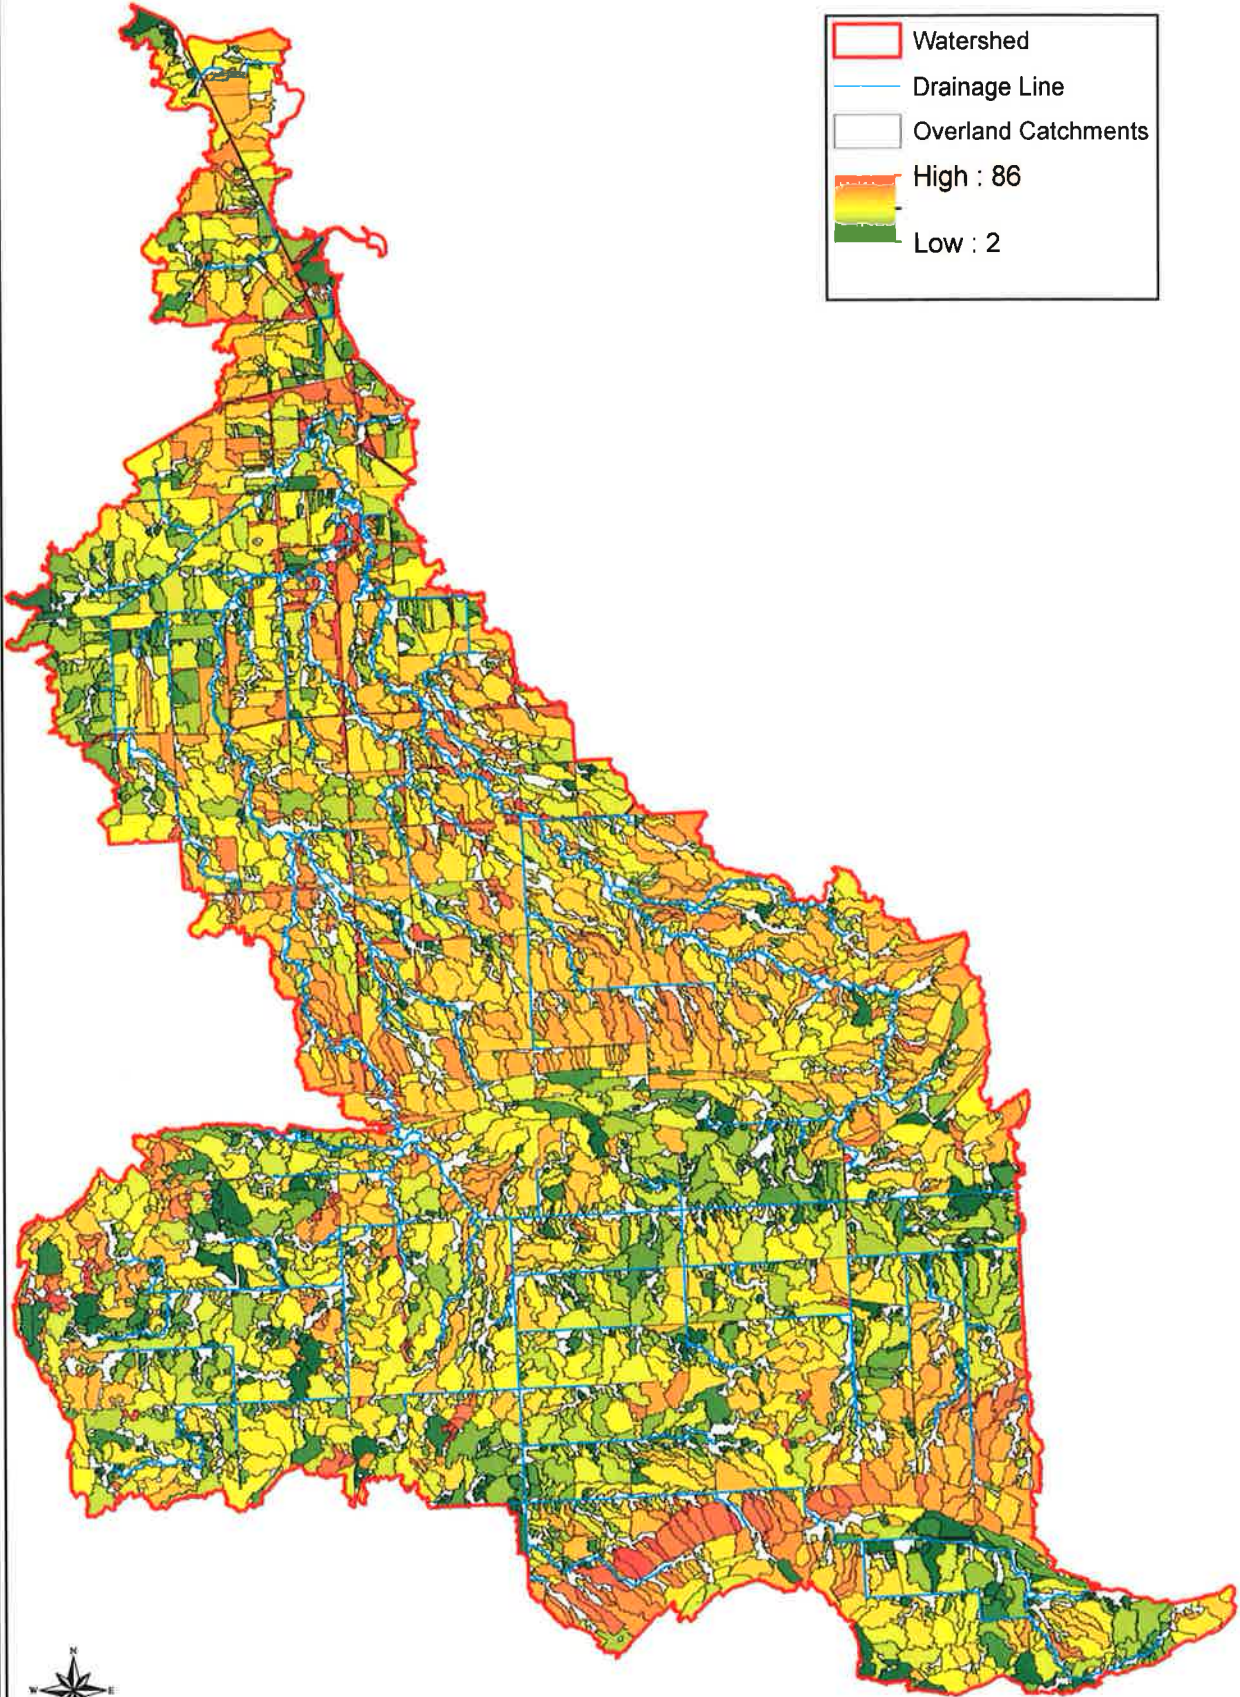 Watershed
Drainage Line
Overland Catchments
High : 86
Low : 2
N
W E